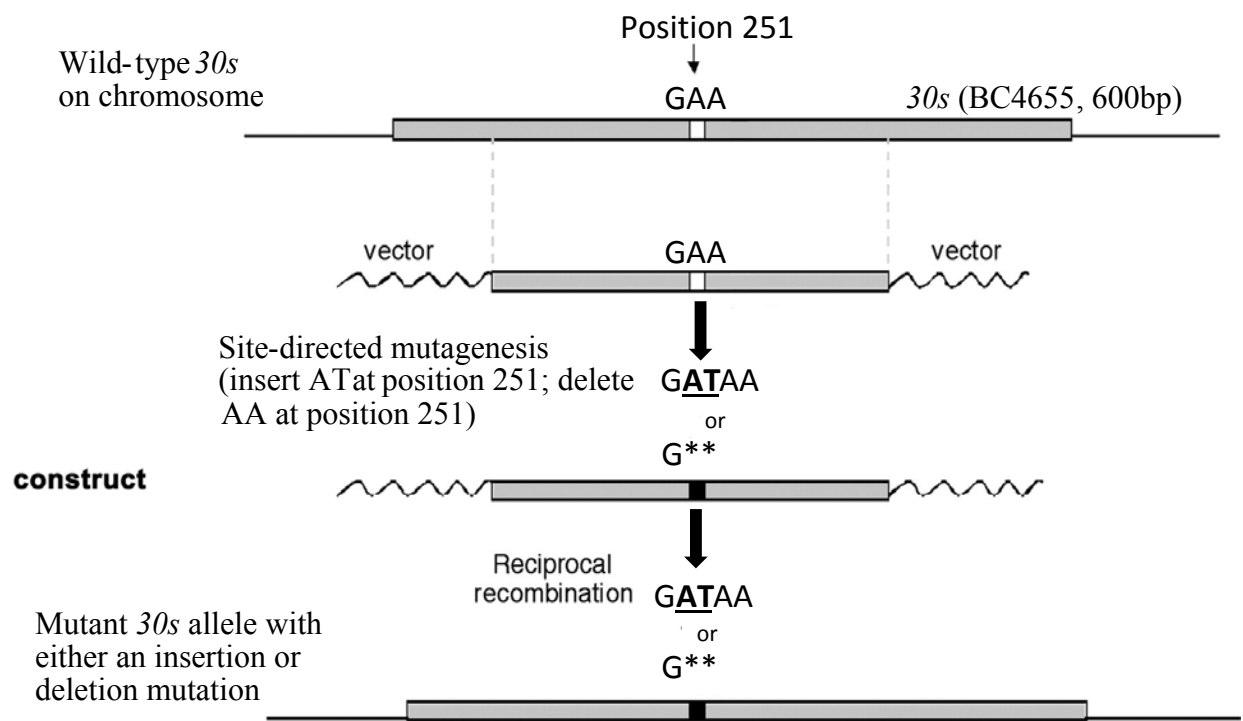 Position 251
Wild-type 30s
on chromosome
GAA
30s (BC4655, 600bp)
vector
GAA
vector
Site-directed mutagenesis
(insert ATat position 251; delete
AA at position 251)
GATAA
or
G**
construct
Reciprocal
recombination
GATAA
or
G**
Mutant 30s allele with
either an insertion or
deletion mutation